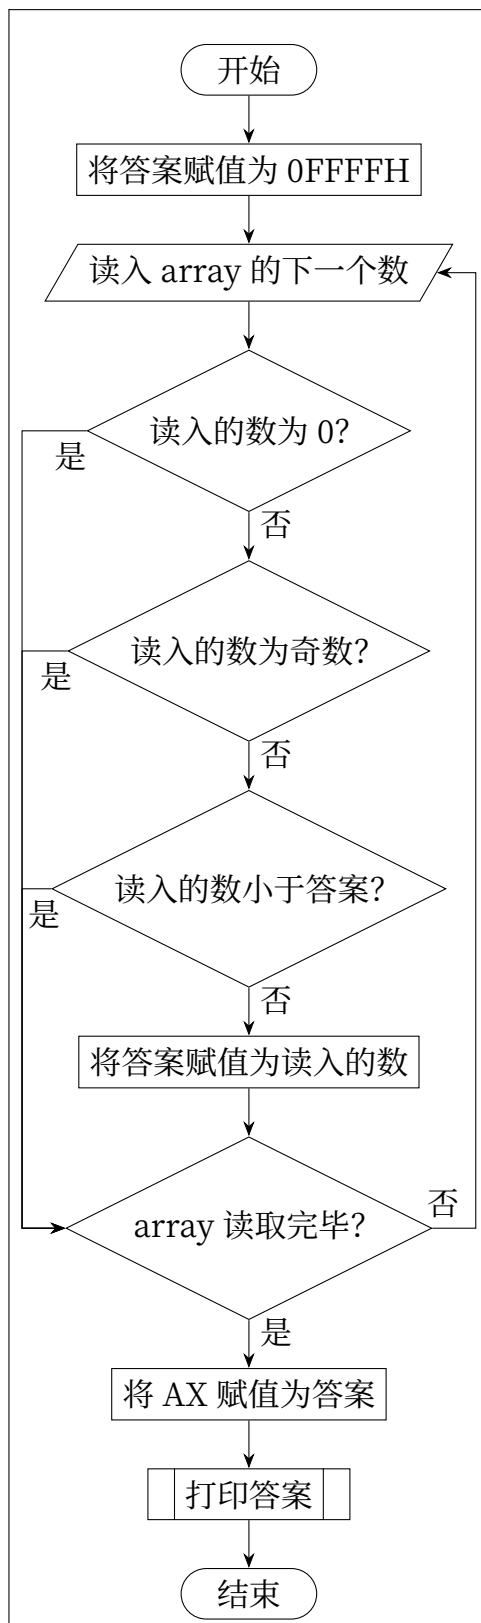 开始
将答案赋值为 0FFFFH
读入 array 的下一个数
读入的数为 0?
是
否
读入的数为奇数?
是
否
读入的数小于答案?
是
否
将答案赋值为读入的数
array 读取完毕?
否
是
将 AX 赋值为答案
打印答案
结束